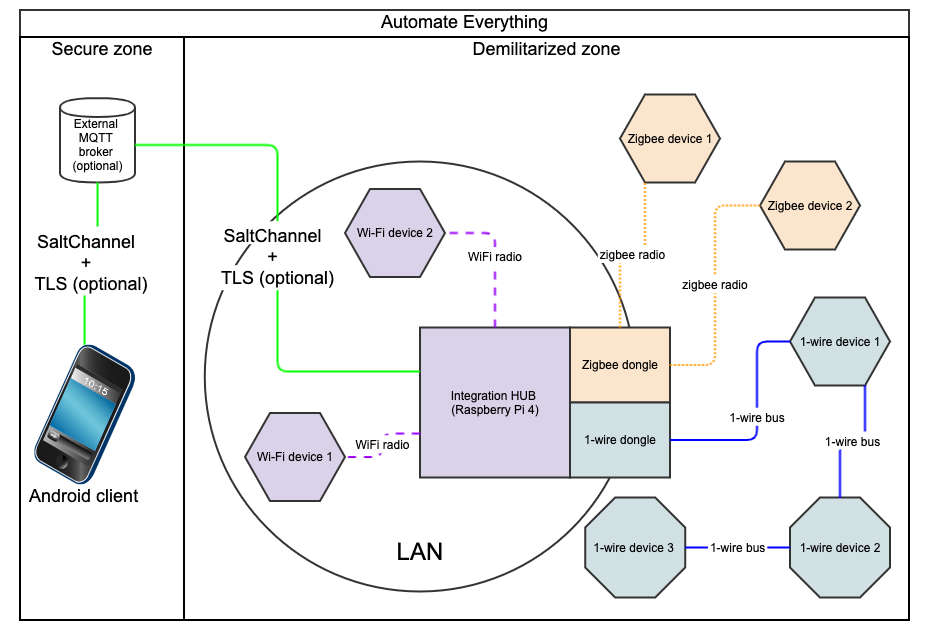 Automate Everything
Secure zone
Demilitarized zone
External
MQTT
broker
(optional)
SaltChannel
+
TLS (optional)
10:15
Android client
SaltChannel
+
TLS (optional)
Wi-Fi device 2
WiFi radio
Wi-Fi device 1
WiFi radio
Integration HUB
(Raspberry Pi 4)
Zigbee dongle
1-wire dongle
LAN
Zigbee device 1
zigbee radio
Zigbee device 2
zigbee radio
1-wire device 1
1-wire bus
1-wire bus
1-wire device 3
1-wire bus
1-wire device 2